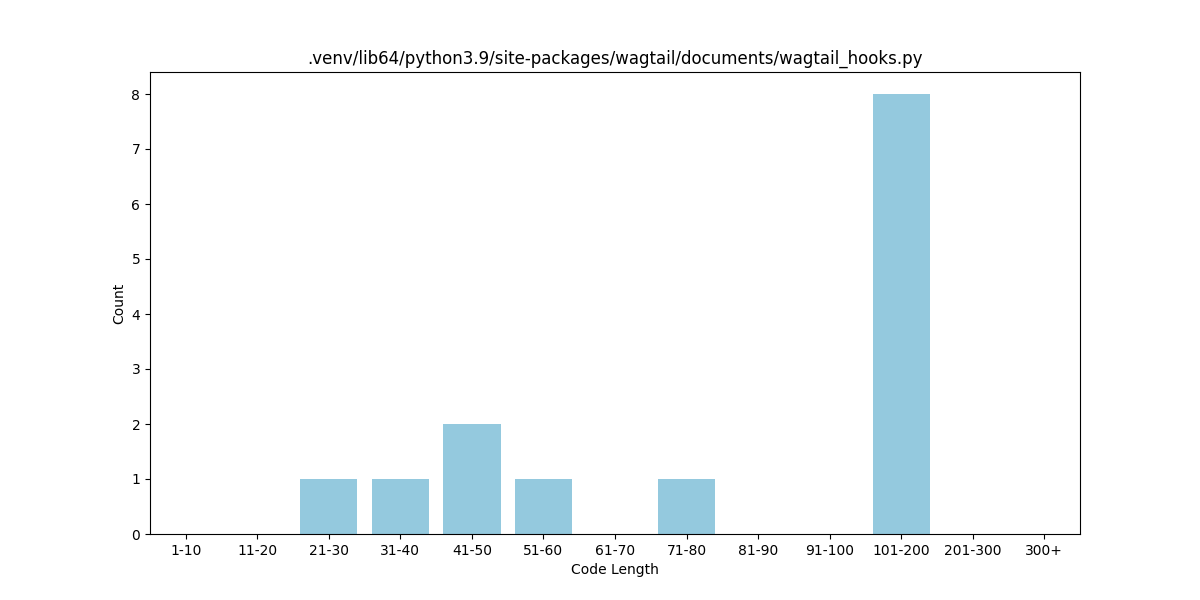 .venv/lib64/python3.9/site-packages/wagtail/documents/wagtail_hooks.py
8
7
6
5
4
3
2
1
0
Count
1-10 11-20 21-30 31-40 41-50 51-60 61-70 71-80 81-90 91-100 101-200 201-300 300+
Code Length